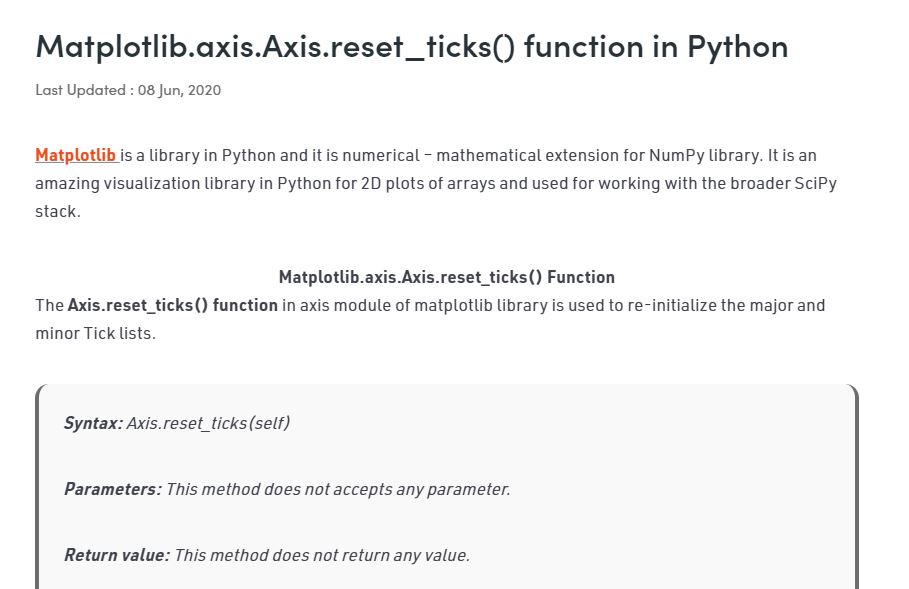 Matplotlib.axis.Axis.reset_ticks() function in Python
Last Updated : 08 Jun, 2020
Matplotlib is a library in Python and it is numerical – mathematical extension for NumPy library. It is an
amazing visualization library in Python for 2D plots of arrays and used for working with the broader SciPy
stack.
Matplotlib.axis.Axis.reset_ticks() Function
The Axis.reset_ticks() function in axis module of matplotlib library is used to re-initialize the major and
minor Tick lists.
Syntax: Axis.reset_ticks(self)
Parameters: This method does not accepts any parameter.
Return value: This method does not return any value.